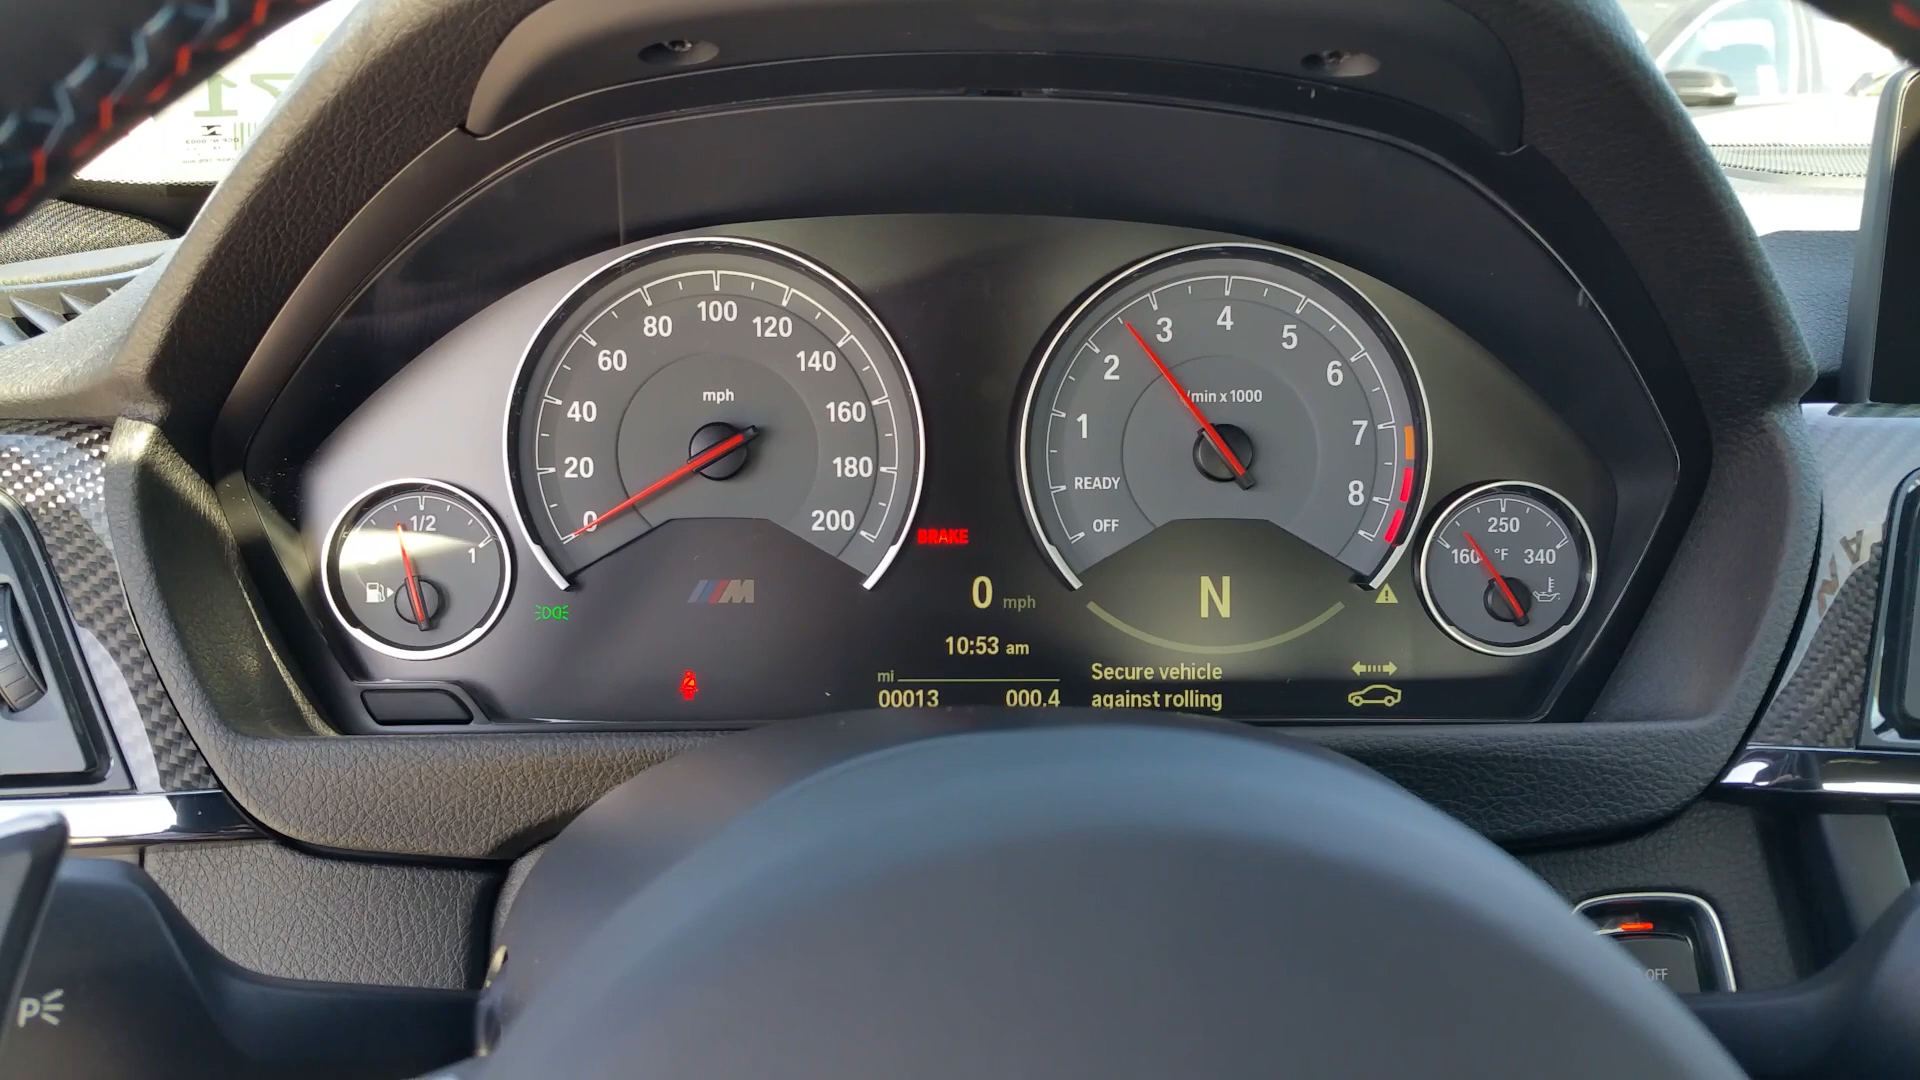 100
80
120
60
140
40
mph
160
20
180
0
200
4
3
5
2
6
/min x 1000
1
7
READY
8
OFF
1/2
1
250
160
°F
340
BRAKE
M
0 mph
N
10:53 am
mi
00013 000.4
Secure vehicle
against rolling
P
OFF